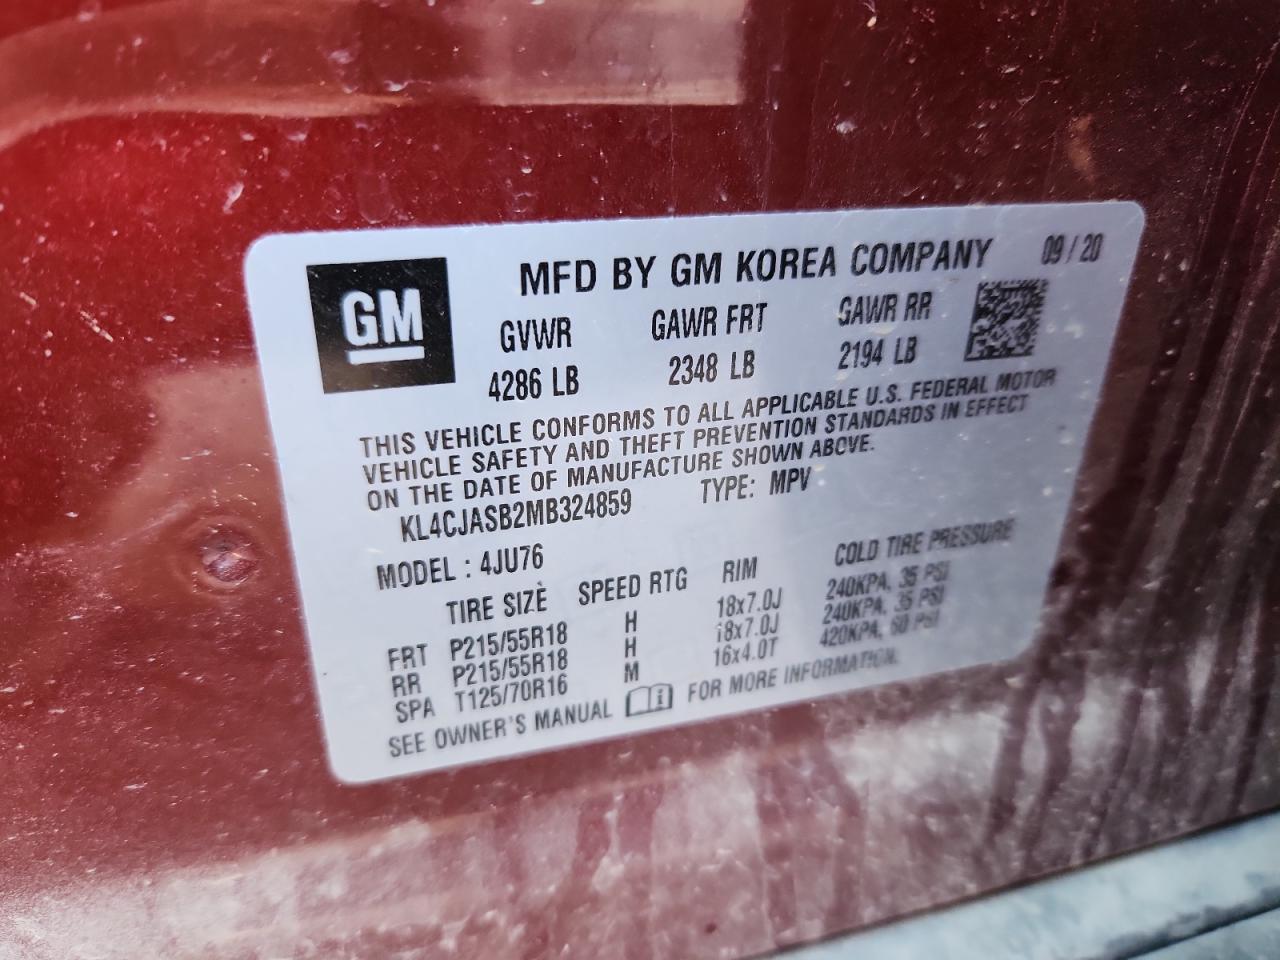 GM
MFD BY GM KOREA COMPANY 09/20
GVWR GAWR FRT GAWR RR
4286 LB 2348 LB 2194 LB
THIS VEHICLE CONFORMS TO ALL APPLICABLE U.S. FEDERAL MOTOR
VEHICLE SAFETY AND THEFT PREVENTION STANDARDS IN EFFECT
ON THE DATE OF MANUFACTURE SHOWN ABOVE.
KL4CJASB2MB324859 TYPE: MPV
MODEL : 4JU76
TIRE SIZE SPEED RTG RIM COLD TIRE PRESSURE
FRT P215/55R18 H 18x7.0J 240KPA, 35 PSI
RR P215/55R18 H 18x7.0J 240KPA, 35 PSI
SPA T125/70R16 M 16x4.0T 420KPA, 60 PSI
SEE OWNER'S MANUAL i FOR MORE INFORMATION.